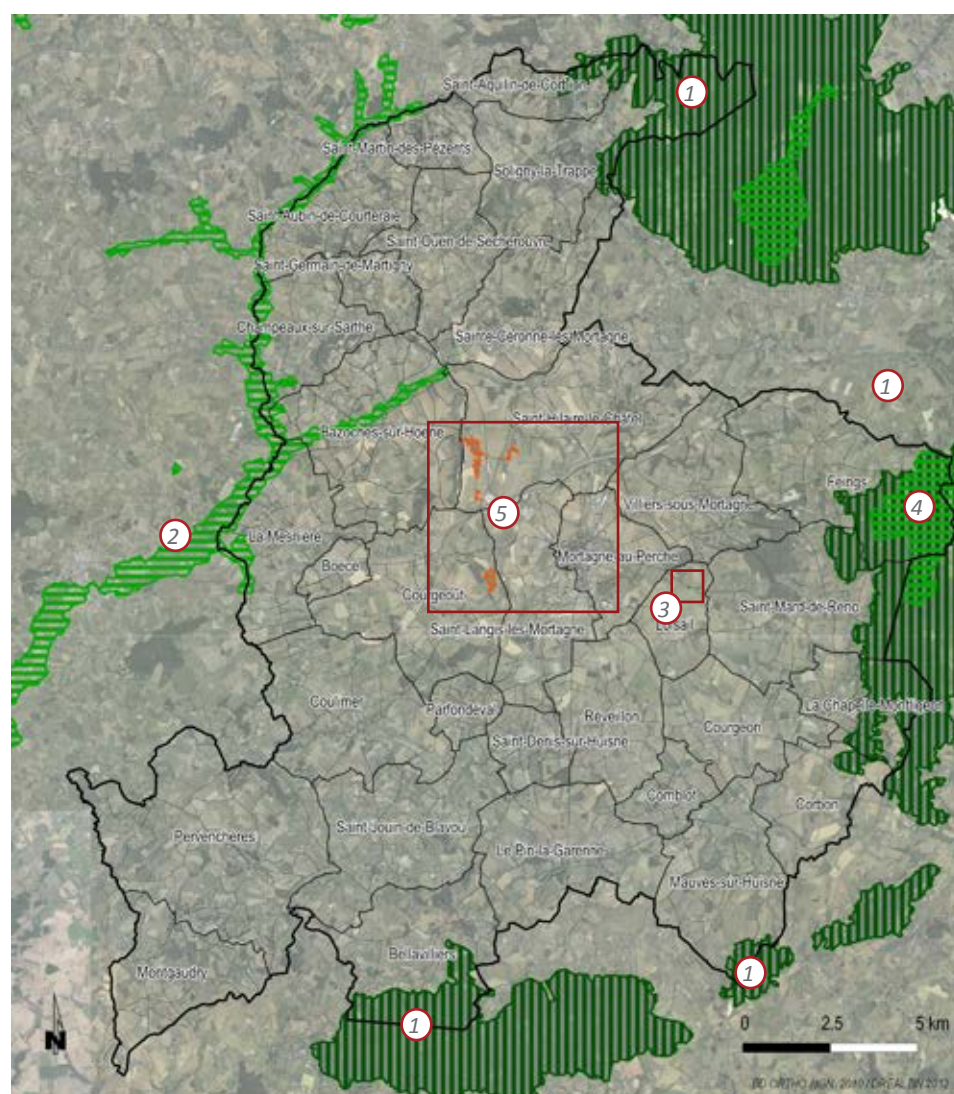 Saint-Aquilin-de-Corbion
1
Saint-Martin-des-Pézerits
Soligny-la-Trappe
Saint-Aubin-de-Courteraie
Saint-Ouen-de-Sécherouvre
Saint-Germain-de-Martigny
Champeaux-sur-Sarthe
Sainte-Céronne-lès-Mortagne
1
Saint-Hilaire-le-Châtel
Bazoches-sur-Hoëne
Feings
Villiers-sous-Mortagne
4
5
2
La Mesnière
Mortagne-au-Perche
Boëcé
Courgeoût
3
Loisail
Saint-Mard-de-Réno
Saint-Langis-lès-Mortagne
Coulimer
Parfondeval
Réveillon
Courgeon
La Chapelle-Montligeon
Saint-Denis-sur-Huisne
Comblot
Corbon
Pervenchères
Saint-Jouin-de-Blavou
Le Pin-la-Garenne
Mauves-sur-Huisne
Bellavilliers
Montgaudry
1
1
N
0 2.5 5 km
BD ORTHO IGN, 2010 / DREAL BN 2012